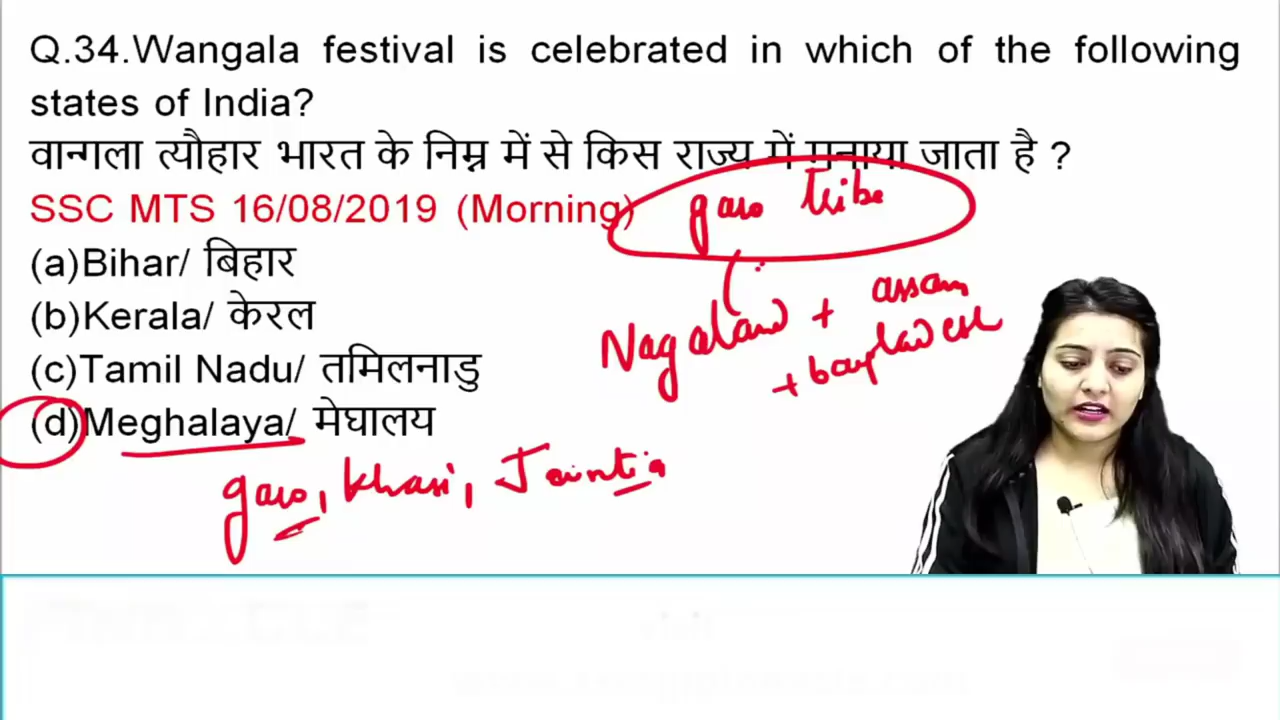 Q.34.Wangala festival is celebrated in which of the following
states of India?
वान्गला त्यौहार भारत के निम्न में से किस राज्य में मनाया जाता है ?
SSC MTS 16/08/2019 (Morning)
garo tribe
(a)Bihar/ बिहार
(b)Kerala/ केरल
Nagaland + assam
+ bangladesh
(c)Tamil Nadu/ तमिलनाडु
(d)Meghalaya/ मेघालय
garo, khasi, Jaintia